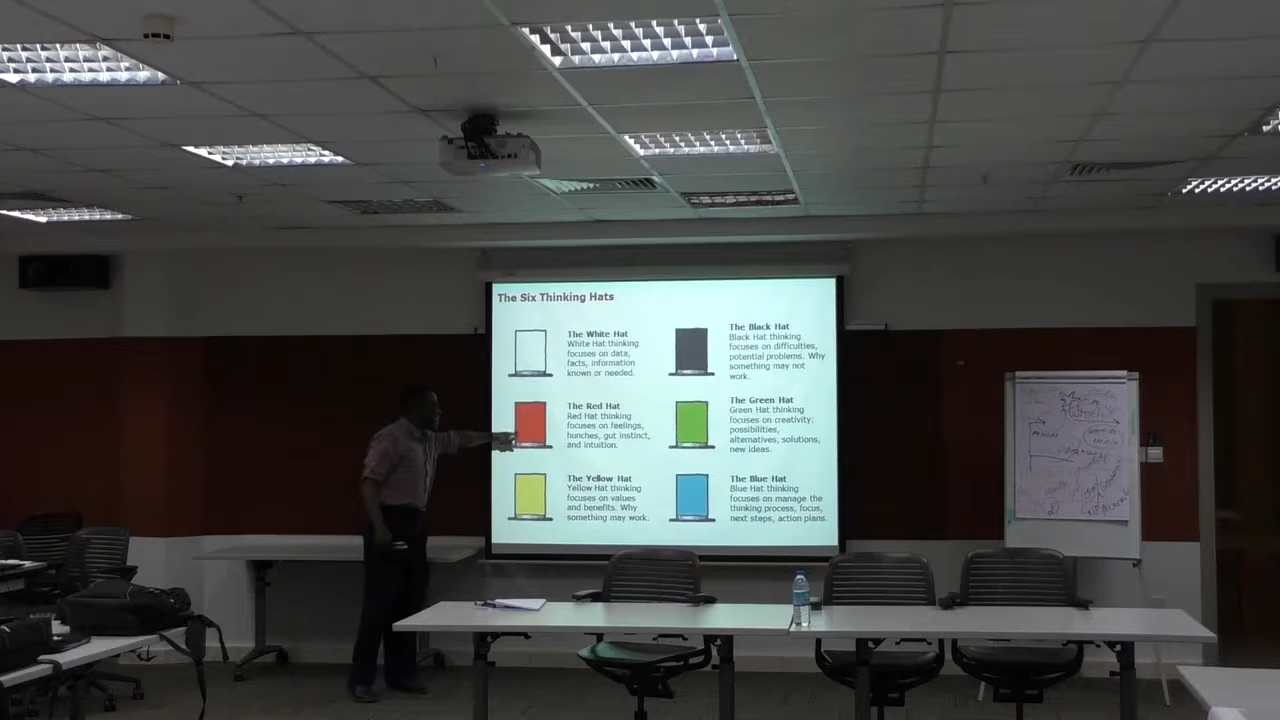 The Six Thinking Hats
The White Hat
White Hat thinking
focuses on data,
facts, information
known or needed.
The Black Hat
Black Hat thinking
focuses on difficulties,
potential problems. Why
something may not
work.
The Red Hat
Red Hat thinking
focuses on feelings,
hunches, gut instinct,
and intuition.
The Green Hat
Green Hat thinking
focuses on creativity:
possibilities,
alternatives, solutions,
new ideas.
The Yellow Hat
Yellow Hat thinking
focuses on values
and benefits. Why
something may work.
The Blue Hat
Blue Hat thinking
focuses on manage the
thinking process, focus,
next steps, action plans.